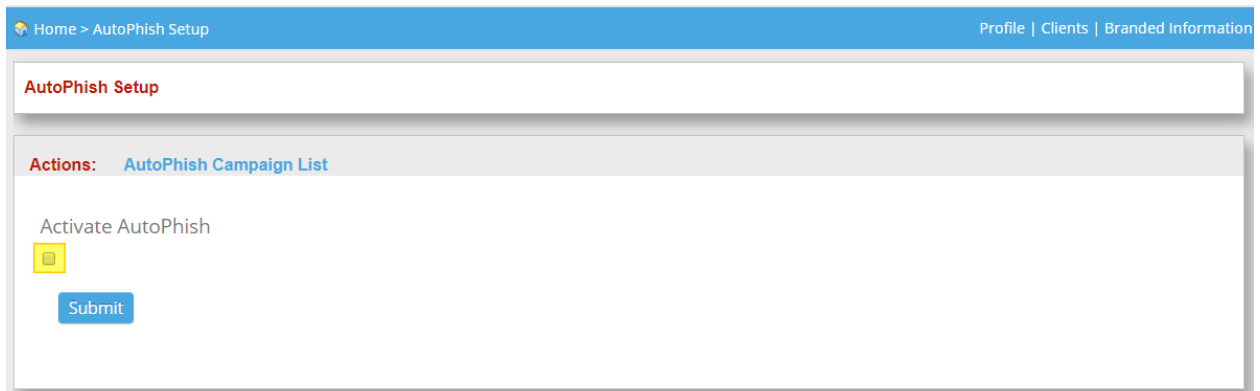 Home > AutoPhish Setup
Profile | Clients | Branded Information
AutoPhish Setup
Actions: AutoPhish Campaign List
Activate AutoPhish
Submit